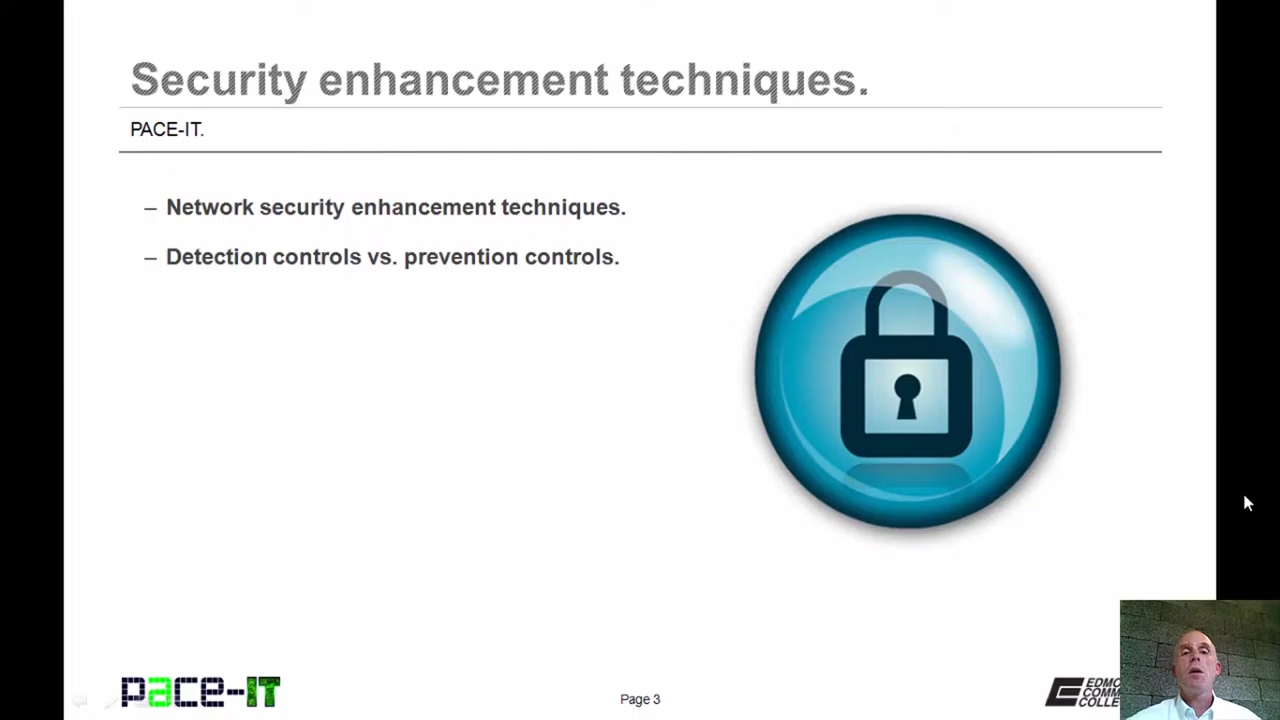 Security enhancement techniques.
PACE-IT.
– Network security enhancement techniques.
– Detection controls vs. prevention controls.
pace-IT
Page 3